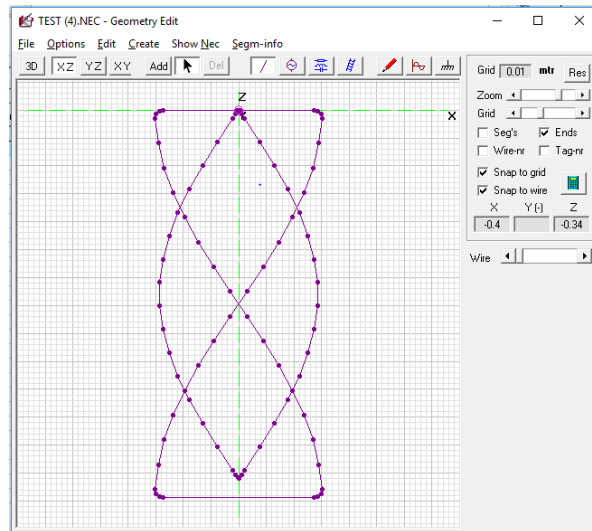 TEST (4).NEC - Geometry Edit
File Options Edit Create Show Nec Segm-info
3D XZ YZ XY Add Del
Grid 0.01 mtr Res
Zoom
Grid
Seg's Ends
Wire-nr Tag-nr
Snap to grid
Snap to wire
X Y (-) Z
-0.4 -0.34
Wire
Z
X